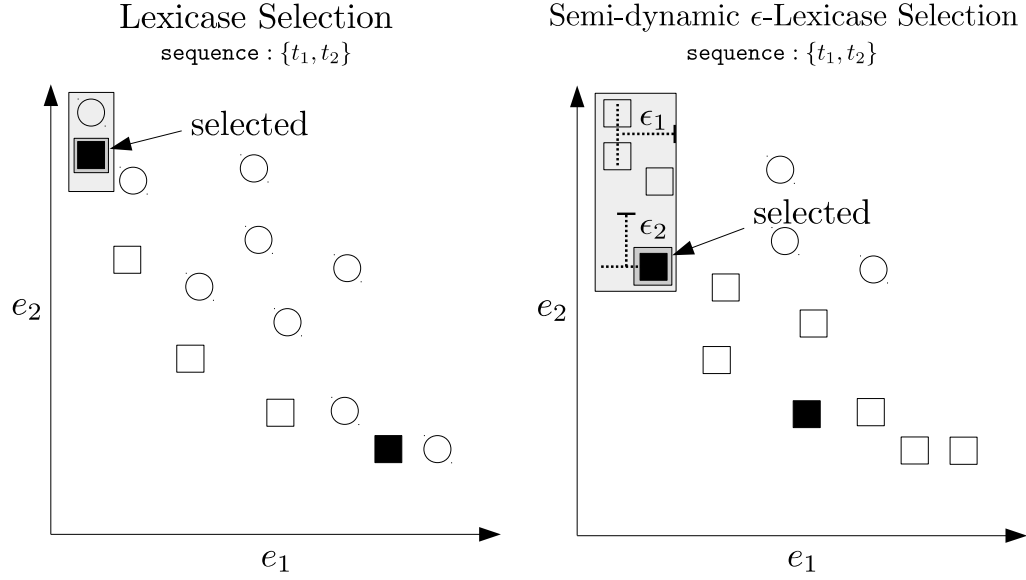 Lexicase Selection
sequence : {t₁, t₂}
selected
e₂
e₁
Semi-dynamic ϵ-Lexicase Selection
sequence : {t₁, t₂}
ϵ₁
selected
ϵ₂
e₂
e₁